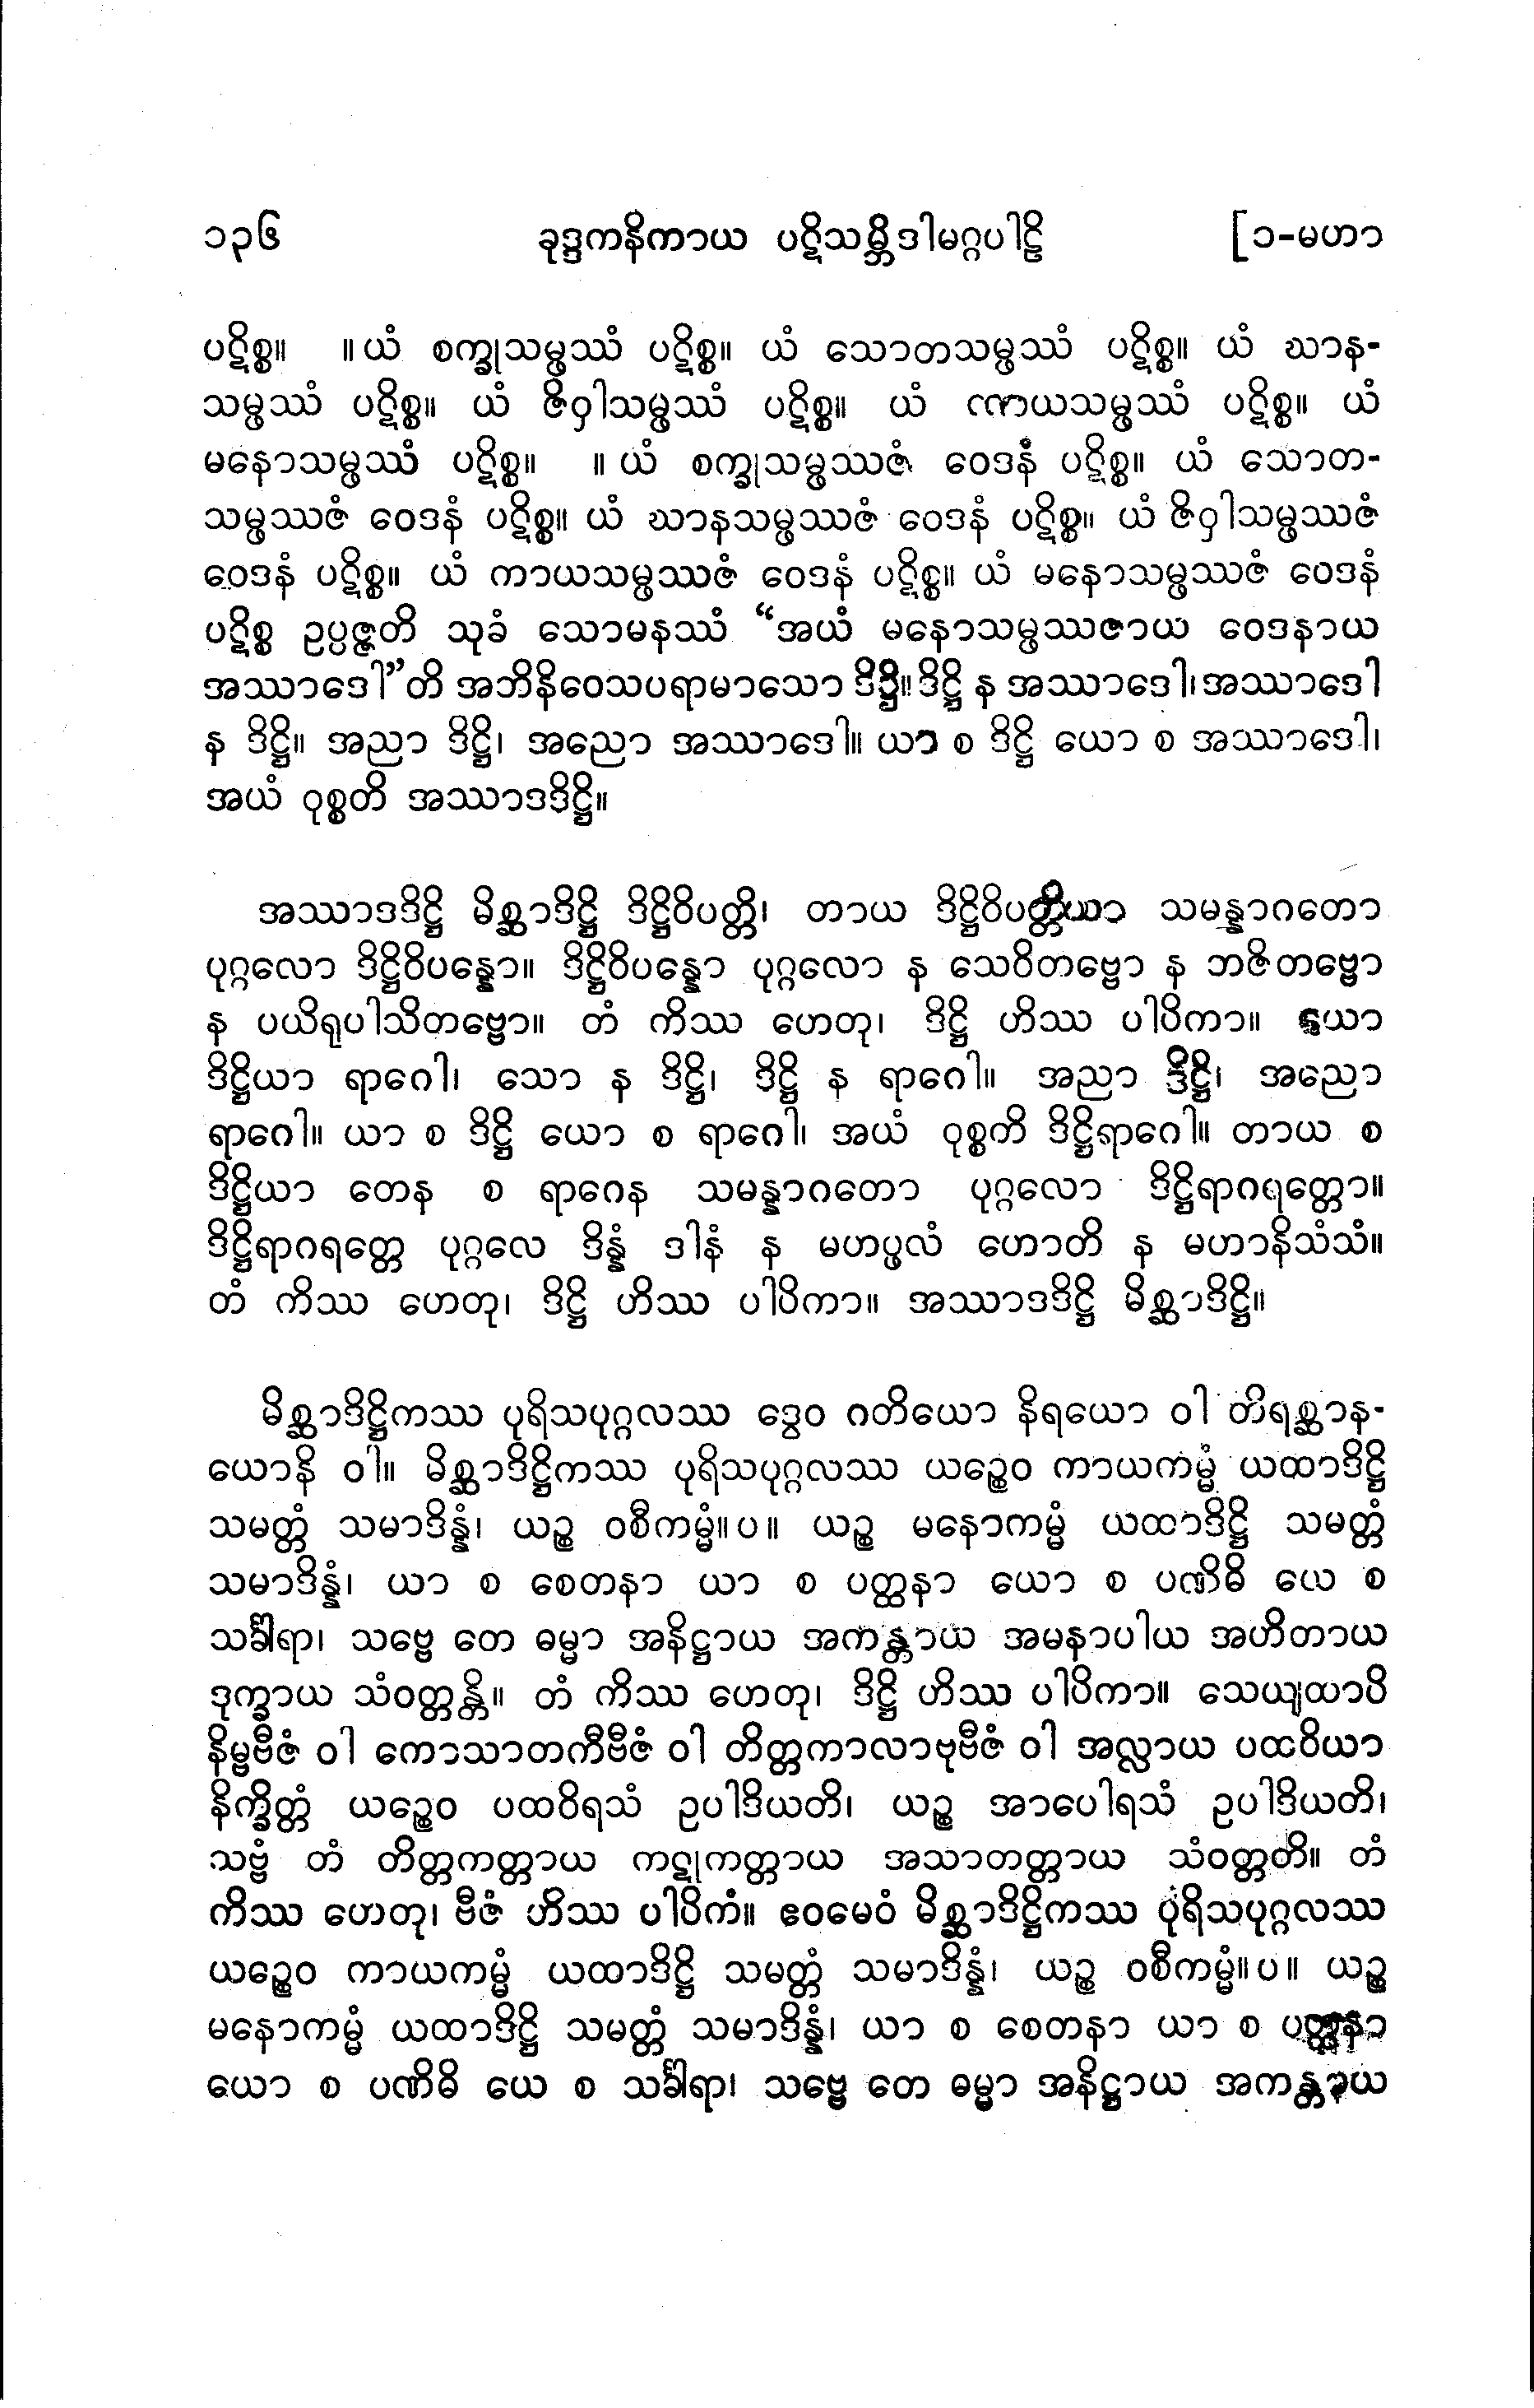 ၁၃၆ ခုဒ္ဒကနိကာယ ပဋိသမ္ဘိဒါမဂ္ဂပါဠိ [၁-မဟာ
ပဋိစ္စ။ ။ယံ စက္ခုသမ္ဖဿံ ပဋိစ္စ။ ယံ သောတသမ္ဖဿံ ပဋိစ္စ။ ယံ ဃာန-
သမ္ဖဿံ ပဋိစ္စ။ ယံ ဇိဝှါသမ္ဖဿံ ပဋိစ္စ။ ယံ ကာယသမ္ဖဿံ ပဋိစ္စ။ ယံ
မနောသမ္ဖဿံ ပဋိစ္စ။ ။ယံ စက္ခုသမ္ဖဿဇံ ဝေဒနံ ပဋိစ္စ။ ယံ သောတ-
သမ္ဖဿဇံ ဝေဒနံ ပဋိစ္စ။ ယံ ဃာနသမ္ဖဿဇံ ဝေဒနံ ပဋိစ္စ။ ယံ ဇိဝှါသမ္ဖဿဇံ
ဝေဒနံ ပဋိစ္စ။ ယံ ကာယသမ္ဖဿဇံ ဝေဒနံ ပဋိစ္စ။ ယံ မနောသမ္ဖဿဇံ ဝေဒနံ
ပဋိစ္စ ဥပ္ပဇ္ဇတိ သုခံ သောမနဿံ “အယံ မနောသမ္ဖဿဇာယ ဝေဒနာယ
အဿာဒေါ”တိ အဘိနိဝေသပရာမာသော ဒိဋ္ဌိ။ ဒိဋ္ဌိ န အဿာဒေါ၊ အဿာဒေါ
န ဒိဋ္ဌိ။ အညာ ဒိဋ္ဌိ၊ အညော အဿာဒေါ။ ယာ စ ဒိဋ္ဌိ ယော စ အဿာဒေါ၊
အယံ ဝုစ္စတိ အဿာဒဒိဋ္ဌိ။
အဿာဒဒိဋ္ဌိ မိစ္ဆာဒိဋ္ဌိ ဒိဋ္ဌိဝိပတ္တိ၊ တာယ ဒိဋ္ဌိဝိပတ္တိယာ သမန္နာဂတော
ပုဂ္ဂလော ဒိဋ္ဌိဝိပန္နော။ ဒိဋ္ဌိဝိပန္နော ပုဂ္ဂလော န သေဝိတဗ္ဗော န ဘဇိတဗ္ဗော
န ပယိရုပါသိတဗ္ဗော။ တံ ကိဿ ဟေတု၊ ဒိဋ္ဌိ ဟိဿ ပါပိကာ။ ယော
ဒိဋ္ဌိယာ ရာဂေါ၊ သော န ဒိဋ္ဌိ၊ ဒိဋ္ဌိ န ရာဂေါ။ အညာ ဒိဋ္ဌိ၊ အညော
ရာဂေါ။ ယာ စ ဒိဋ္ဌိ ယော စ ရာဂေါ၊ အယံ ဝုစ္စတိ ဒိဋ္ဌိရာဂေါ။ တာယ စ
ဒိဋ္ဌိယာ တေန စ ရာဂေန သမန္နာဂတော ပုဂ္ဂလော ဒိဋ္ဌိရာဂရတ္တော။
ဒိဋ္ဌိရာဂရတ္တေ ပုဂ္ဂလေ ဒိန္နံ ဒါနံ န မဟပ္ဖလံ ဟောတိ န မဟာနိသံသံ။
တံ ကိဿ ဟေတု၊ ဒိဋ္ဌိ ဟိဿ ပါပိကာ။ အဿာဒဒိဋ္ဌိ မိစ္ဆာဒိဋ္ဌိ။
မိစ္ဆာဒိဋ္ဌိကဿ ပုရိသပုဂ္ဂလဿ ဒွေဝ ဂတိယော နိရယော ဝါ တိရစ္ဆာန-
ယောနိ ဝါ။ မိစ္ဆာဒိဋ္ဌိကဿ ပုရိသပုဂ္ဂလဿ ယဉ္စေဝ ကာယကမ္မံ ယထာဒိဋ္ဌိ
သမတ္တံ သမာဒိန္နံ၊ ယဉ္စ ဝစီကမ္မံ။ပ။ ယဉ္စ မနောကမ္မံ ယထာဒိဋ္ဌိ သမတ္တံ
သမာဒိန္နံ၊ ယာ စ စေတနာ ယာ စ ပတ္ထနာ ယော စ ပဏိဓိ ယေ စ
သင်္ခါရာ၊ သဗ္ဗေ တေ ဓမ္မာ အနိဋ္ဌာယ အကန္တာယ အမနာပါယ အဟိတာယ
ဒုက္ခာယ သံဝတ္တန္တိ။ တံ ကိဿ ဟေတု၊ ဒိဋ္ဌိ ဟိဿ ပါပိကာ။ သေယျထာပိ
နိမ္ဗဗီဇံ ဝါ ကောသာတကီဗီဇံ ဝါ တိတ္တကာလာဗုဗီဇံ ဝါ အလ္လာယ ပထဝိယာ
နိက္ခိတ္တံ ယဉ္စေဝ ပထဝိရသံ ဥပါဒိယတိ၊ ယဉ္စ အာပေါရသံ ဥပါဒိယတိ၊
သဗ္ဗံ တံ တိတ္တကတ္တာယ ကဋုကတ္တာယ အသာတတ္တာယ သံဝတ္တတိ။ တံ
ကိဿ ဟေတု၊ ဗီဇံ ဟိဿ ပါပိကံ။ ဧဝမေဝံ မိစ္ဆာဒိဋ္ဌိကဿ ပုရိသပုဂ္ဂလဿ
ယဉ္စေဝ ကာယကမ္မံ ယထာဒိဋ္ဌိ သမတ္တံ သမာဒိန္နံ၊ ယဉ္စ ဝစီကမ္မံ။ပ။ ယဉ္စ
မနောကမ္မံ ယထာဒိဋ္ဌိ သမတ္တံ သမာဒိန္နံ၊ ယာ စ စေတနာ ယာ စ ပတ္ထနာ
ယော စ ပဏိဓိ ယေ စ သင်္ခါရာ၊ သဗ္ဗေ တေ ဓမ္မာ အနိဋ္ဌာယ အကန္တာယ